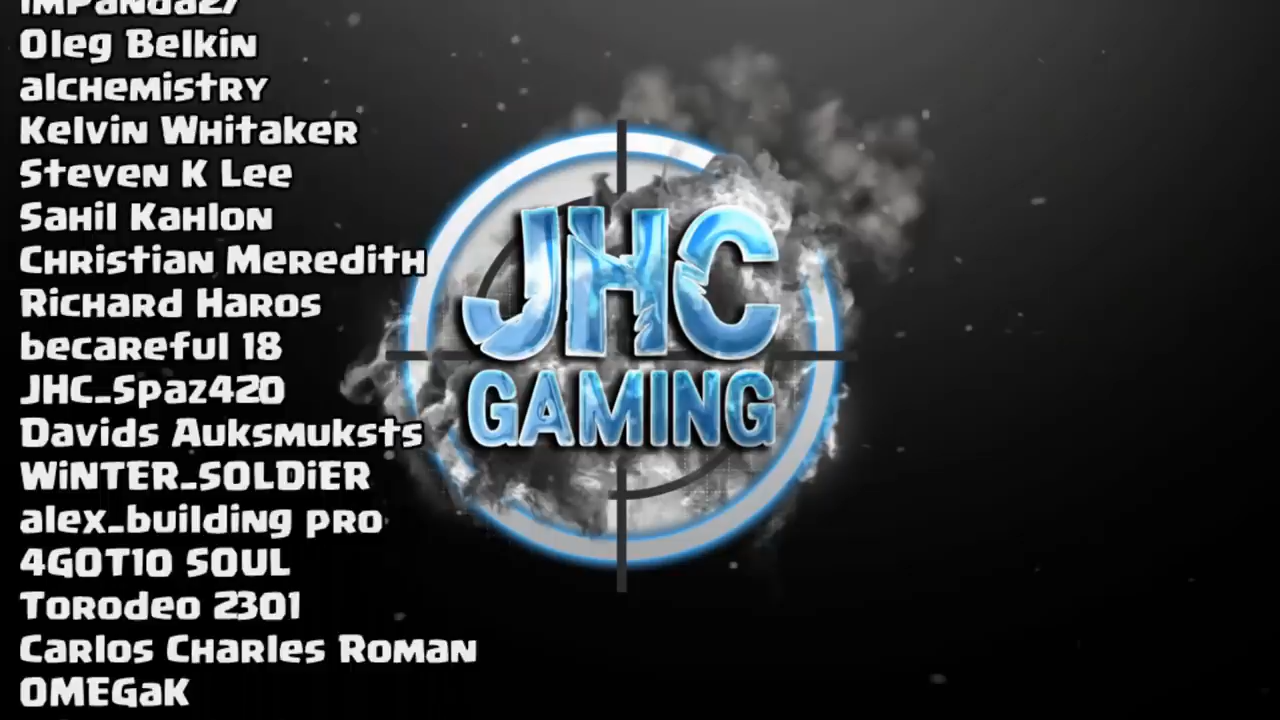 imPanda27
Oleg Belkin
alchemistry
Kelvin Whitaker
Steven K Lee
Sahil Kahlon
Christian Meredith
Richard Haros
becareful 18
JHC_Spaz420
Davids Auksmuksts
WiNTER_SOLDiER
alex_building pro
4GOT10 SOUL
Torodeo 2301
Carlos Charles Roman
OMEGaK
JHC
GAMING